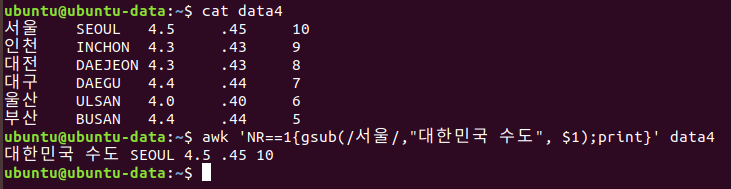 ubuntu@ubuntu-data:~$ cat data4
서울 SEOUL 4.5 .45 10
인천 INCHON 4.3 .43 9
대전 DAEJEON 4.3 .43 8
대구 DAEGU 4.4 .44 7
울산 ULSAN 4.0 .40 6
부산 BUSAN 4.4 .44 5
ubuntu@ubuntu-data:~$ awk 'NR==1{gsub(/서울/,"대한민국 수도", $1);print}' data4
대한민국 수도 SEOUL 4.5 .45 10
ubuntu@ubuntu-data:~$